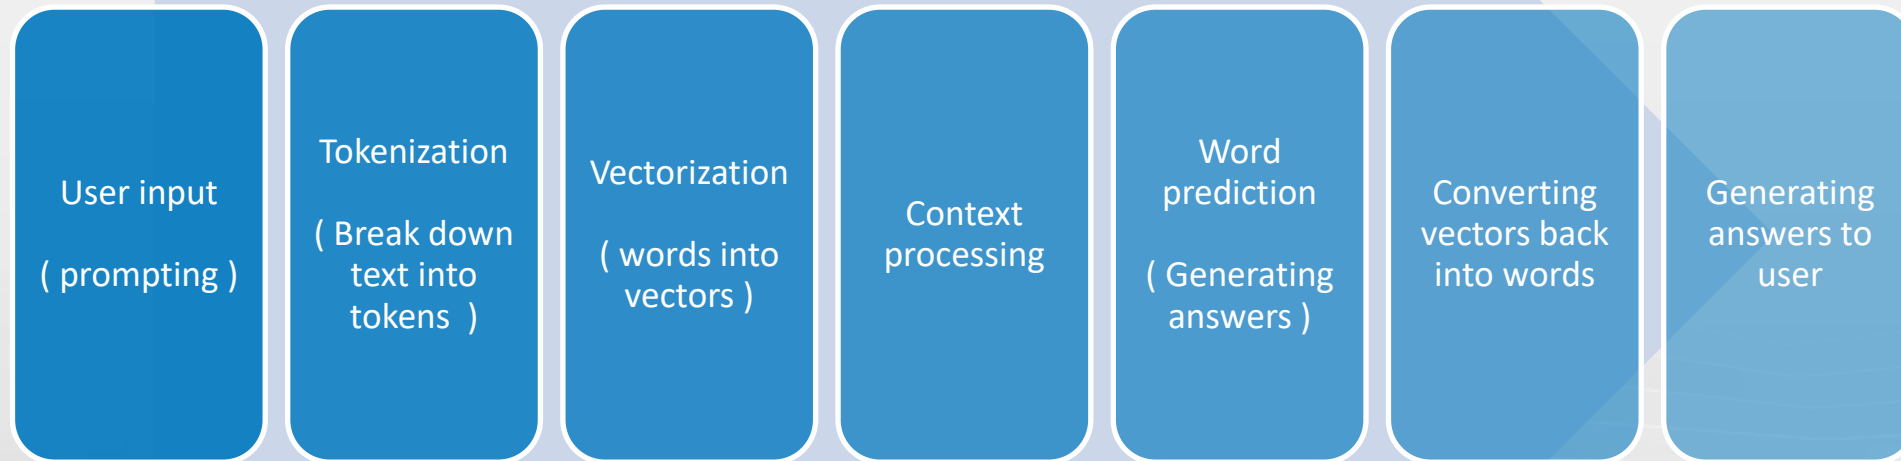 User input
( prompting )
Tokenization
( Break down
text into
tokens )
Vectorization
( words into
vectors )
Context
processing
Word
prediction
( Generating
answers )
Converting
vectors back
into words
Generating
answers to
user